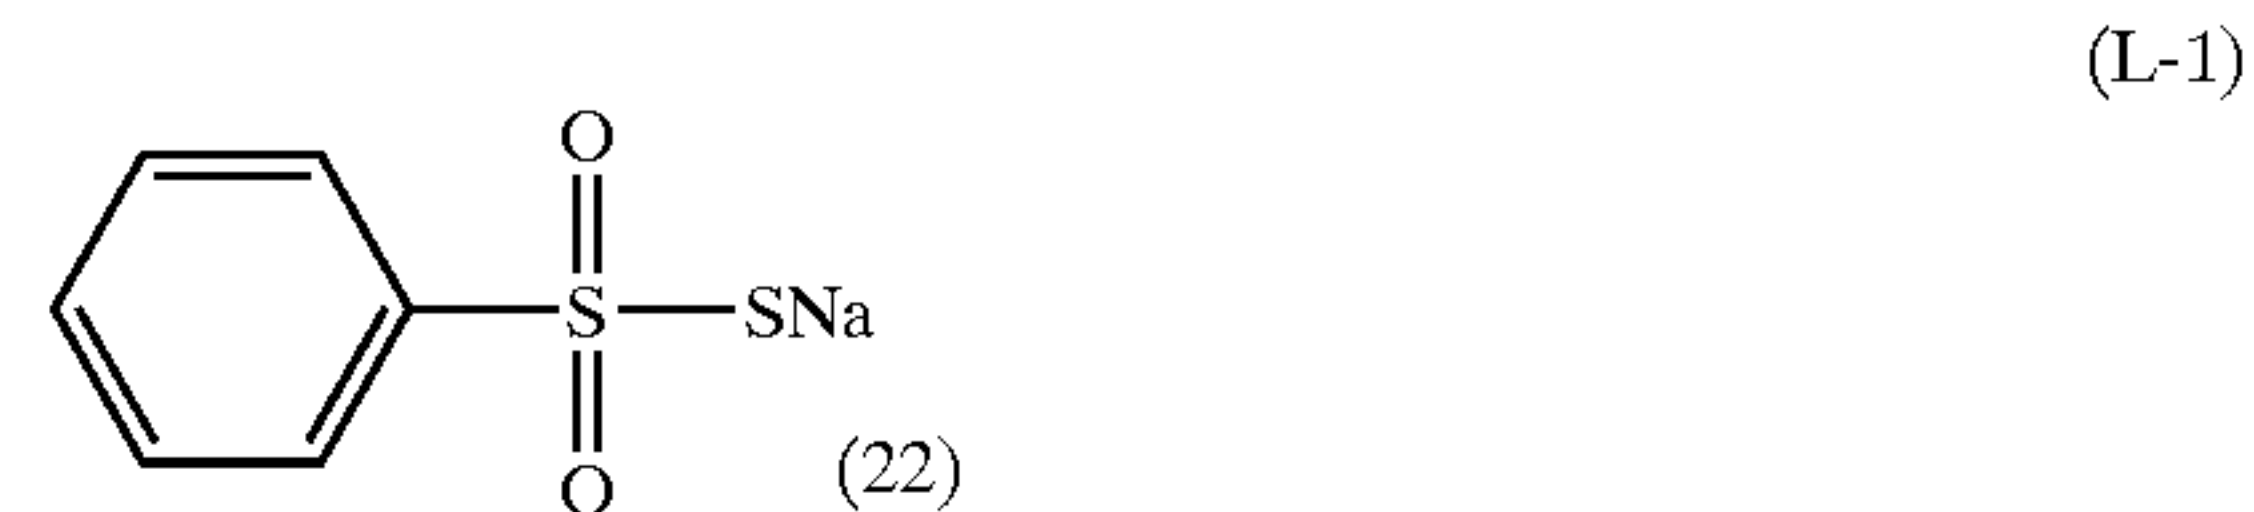 (L-1)
O
S SNa
O
(22)